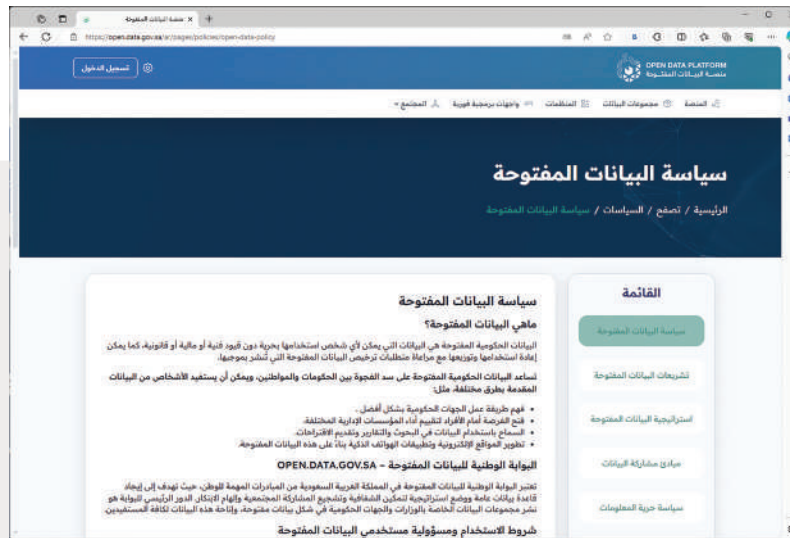 منصة البيانات المفتوحة
https://open.data.gov.sa/ar/pages/policies/open-data-policy
تسجيل الدخول
OPEN DATA PLATFORM
منصة البيانات المفتوحة
المنصة
مجموعات البيانات
المنظمات
واجهات برمجية فورية
المجتمع
سياسة البيانات المفتوحة
الرئيسية / تصفح / السياسات / سياسة البيانات المفتوحة
القائمة
سياسة البيانات المفتوحة
تشريعات البيانات المفتوحة
استراتيجية البيانات المفتوحة
مبادئ مشاركة البيانات
سياسة حرية المعلومات
سياسة البيانات المفتوحة
ماهي البيانات المفتوحة؟
البيانات الحكومية المفتوحة هي البيانات التي يمكن لأي شخص استخدامها بحرية دون قيود فنية أو مالية أو قانونية، كما يمكن
إعادة استخدامها وتوزيعها مع مراعاة متطلبات ترخيص البيانات المفتوحة التي تُنشر بموجبها.
تساعد البيانات الحكومية المفتوحة على سد الفجوة بين الحكومات والمواطنين، ويمكن أن يستفيد الأشخاص من البيانات
المقدمة بطرق مختلفة، مثل:
• فهم طريقة عمل الجهات الحكومية بشكل أفضل .
• فتح الفرصة أمام الأفراد لتقييم أداء المؤسسات الإدارية المختلفة.
• السماح باستخدام البيانات في البحوث والتقارير وتقديم الاقتراحات.
• تطوير المواقع الإلكترونية وتطبيقات الهواتف الذكية بناءً على هذه البيانات المفتوحة.
البوابة الوطنية للبيانات المفتوحة – OPEN.DATA.GOV.SA
تعتبر البوابة الوطنية للبيانات المفتوحة في المملكة العربية السعودية من المبادرات المهمة للوطن، حيث تهدف إلى إيجاد
قاعدة بيانات عامة ووضع استراتيجية لتمكين الشفافية وتشجيع المشاركة المجتمعية وإلهام الابتكار. الدور الرئيسي للبوابة هو
نشر مجموعات البيانات الخاصة بالوزارات والجهات الحكومية في شكل بيانات مفتوحة، وإتاحة هذه البيانات لكافة المستفيدين.
شروط الاستخدام ومسؤولية مستخدمي البيانات المفتوحة